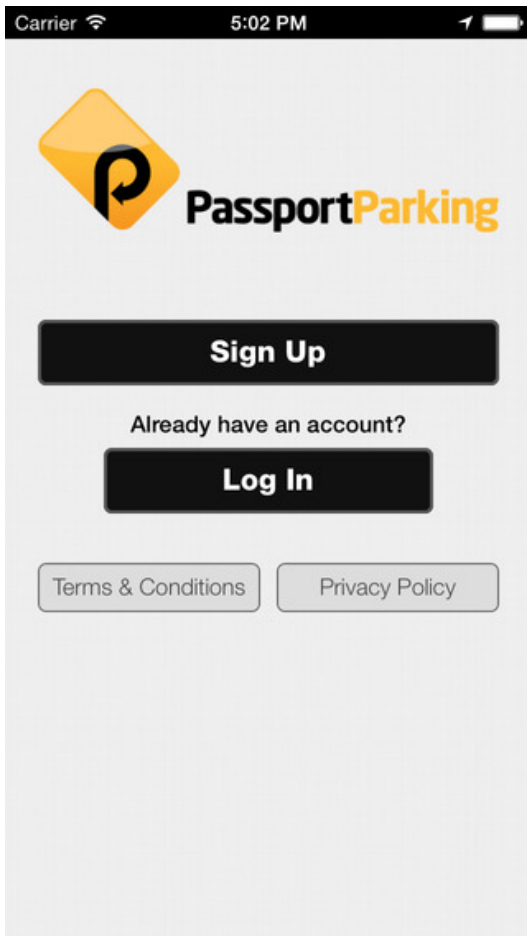 Carrier 5:02 PM
PassportParking
Sign Up
Already have an account?
Log In
Terms & Conditions Privacy Policy